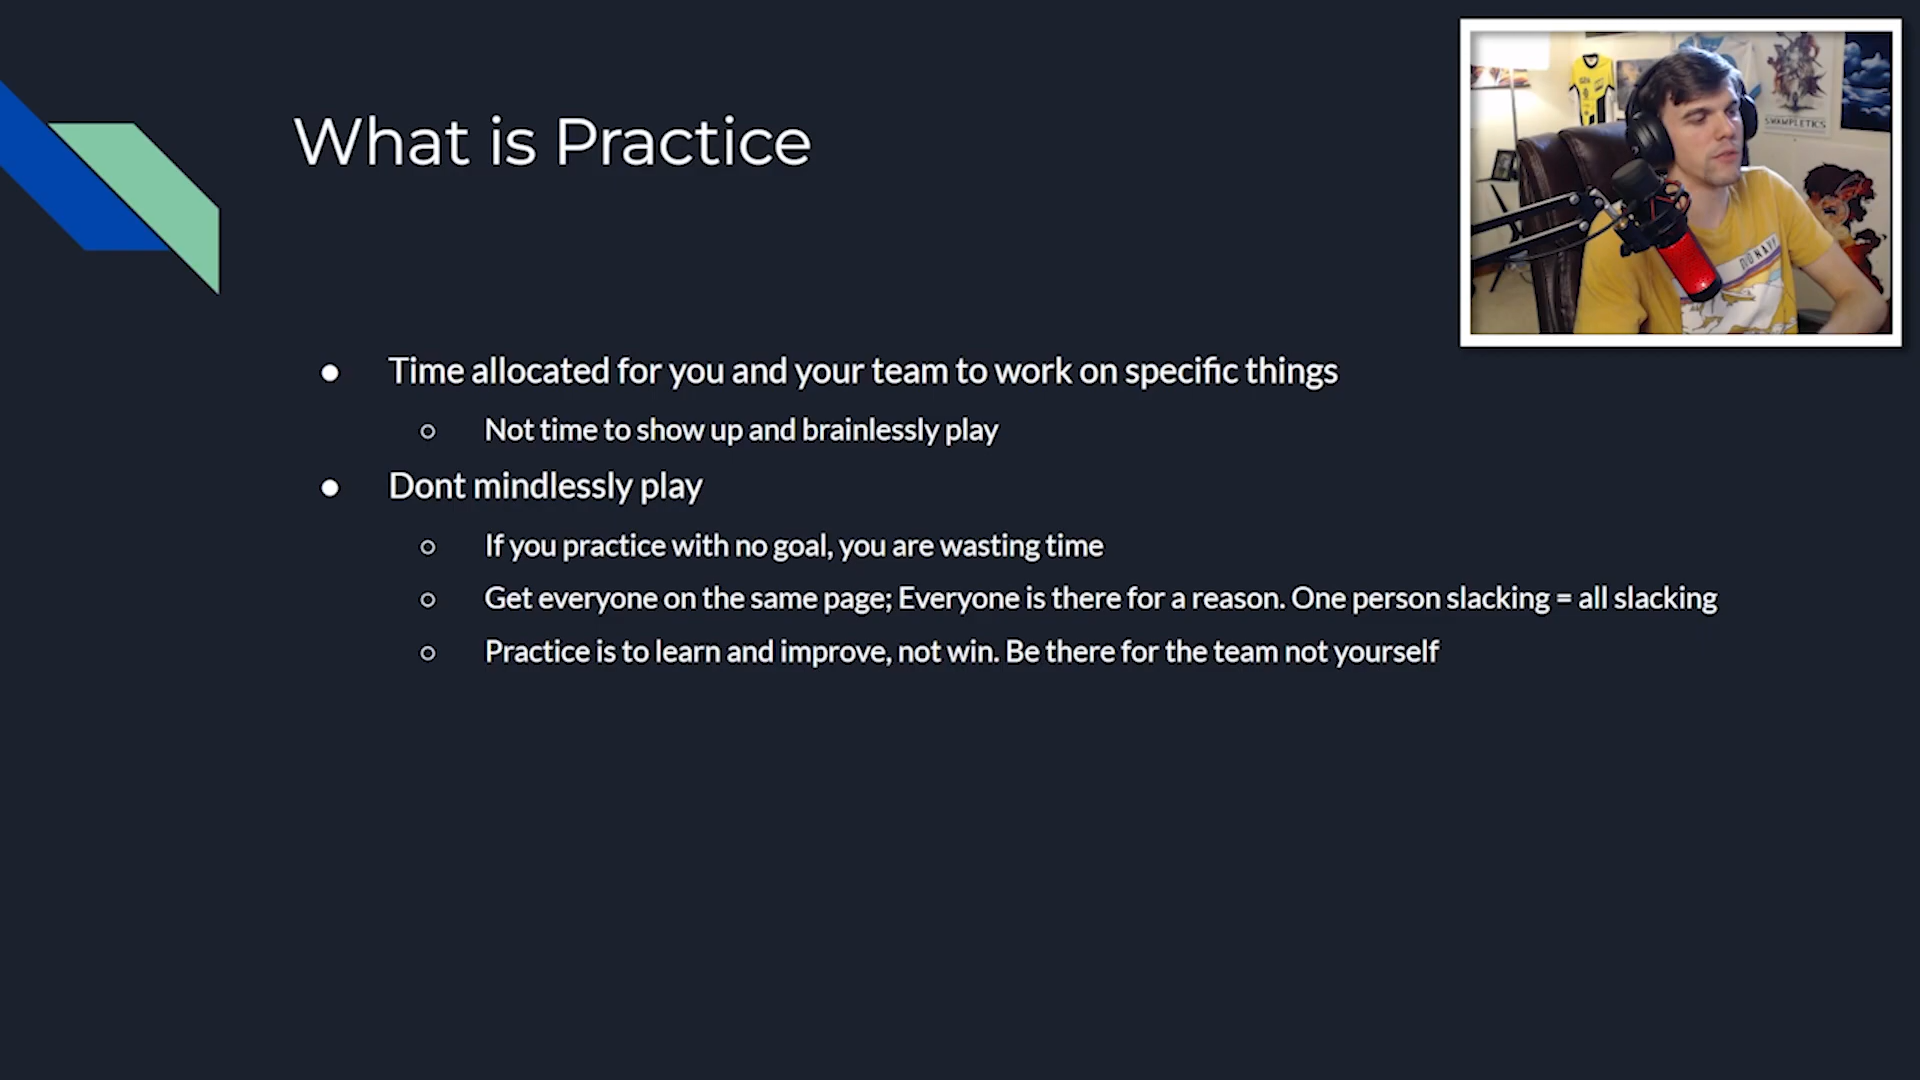 What is Practice
SWAMPLETICS
Time allocated for you and your team to work on specific things
Not time to show up and brainlessly play
Dont mindlessly play
If you practice with no goal, you are wasting time
Get everyone on the same page; Everyone is there for a reason. One person slacking = all slacking
Practice is to learn and improve, not win. Be there for the team not yourself